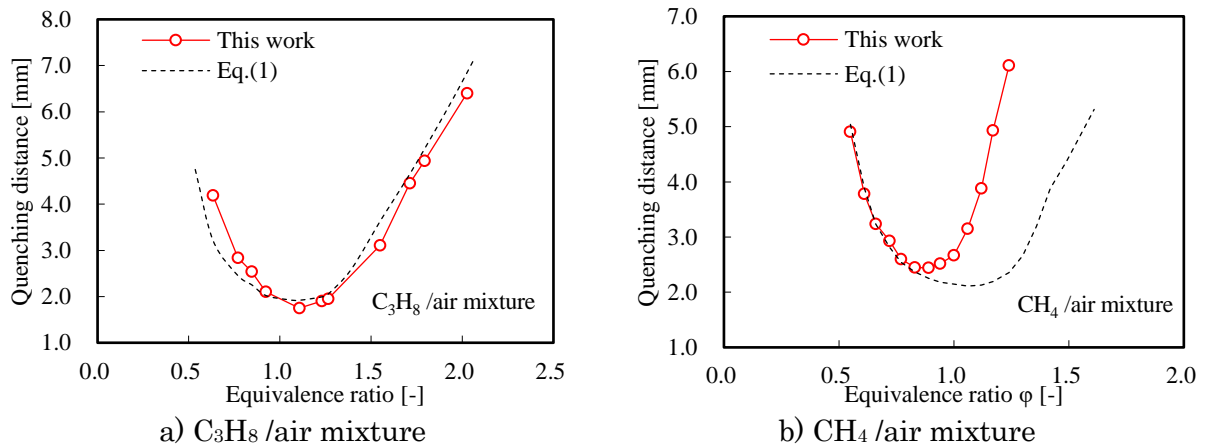 8.0
7.0
6.0
5.0
4.0
3.0
2.0
1.0
Quenching distance [mm]
This work
Eq.(1)
C₃H₈ /air mixture
0.0 0.5 1.0 1.5 2.0 2.5
Equivalence ratio [-]
a) C₃H₈ /air mixture
7.0
6.0
5.0
4.0
3.0
2.0
1.0
Quenching distance [mm]
This work
Eq.(1)
CH₄ /air mixture
0.0 0.5 1.0 1.5 2.0
Equivalence ratio φ [-]
b) CH₄ /air mixture